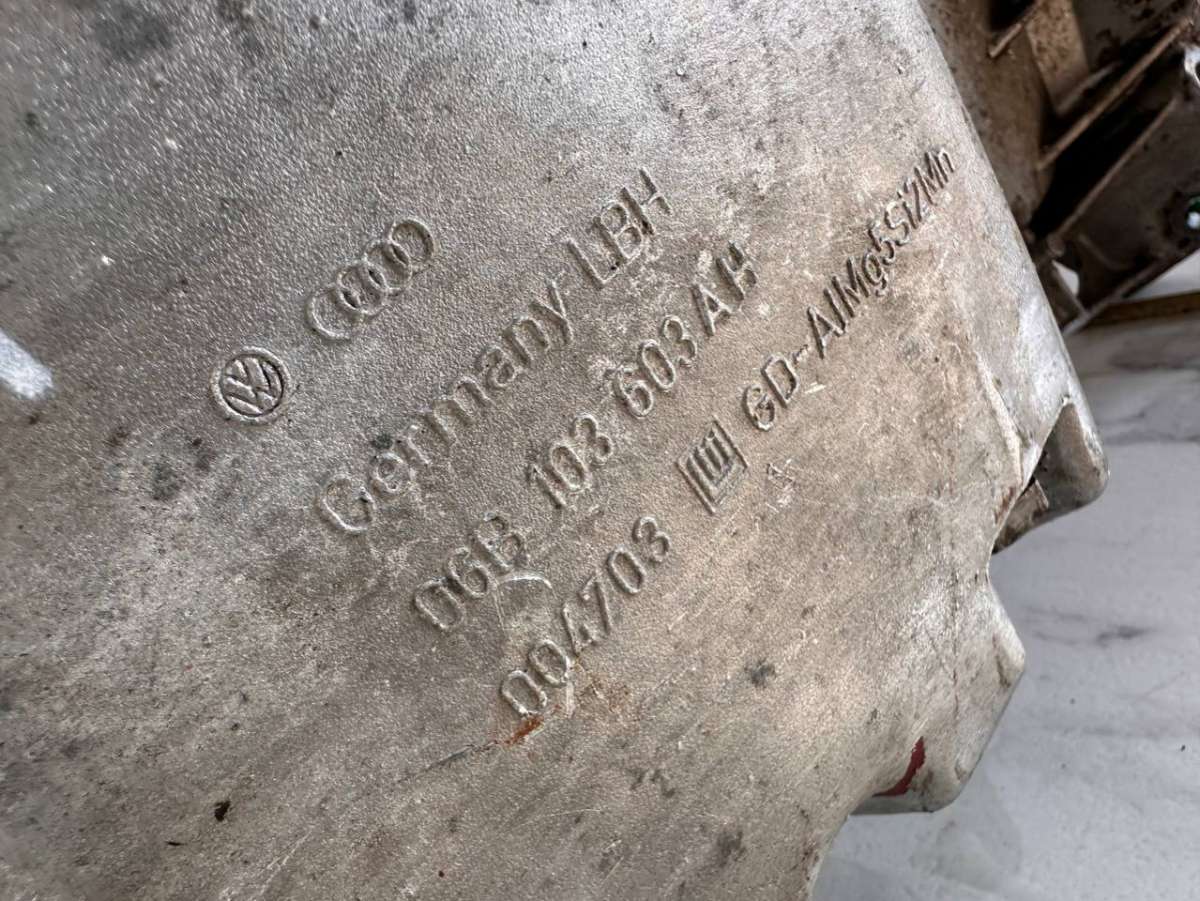 Germany-LBH
06B 103 603 AH
004703
GD-AlMg5Si2Mn